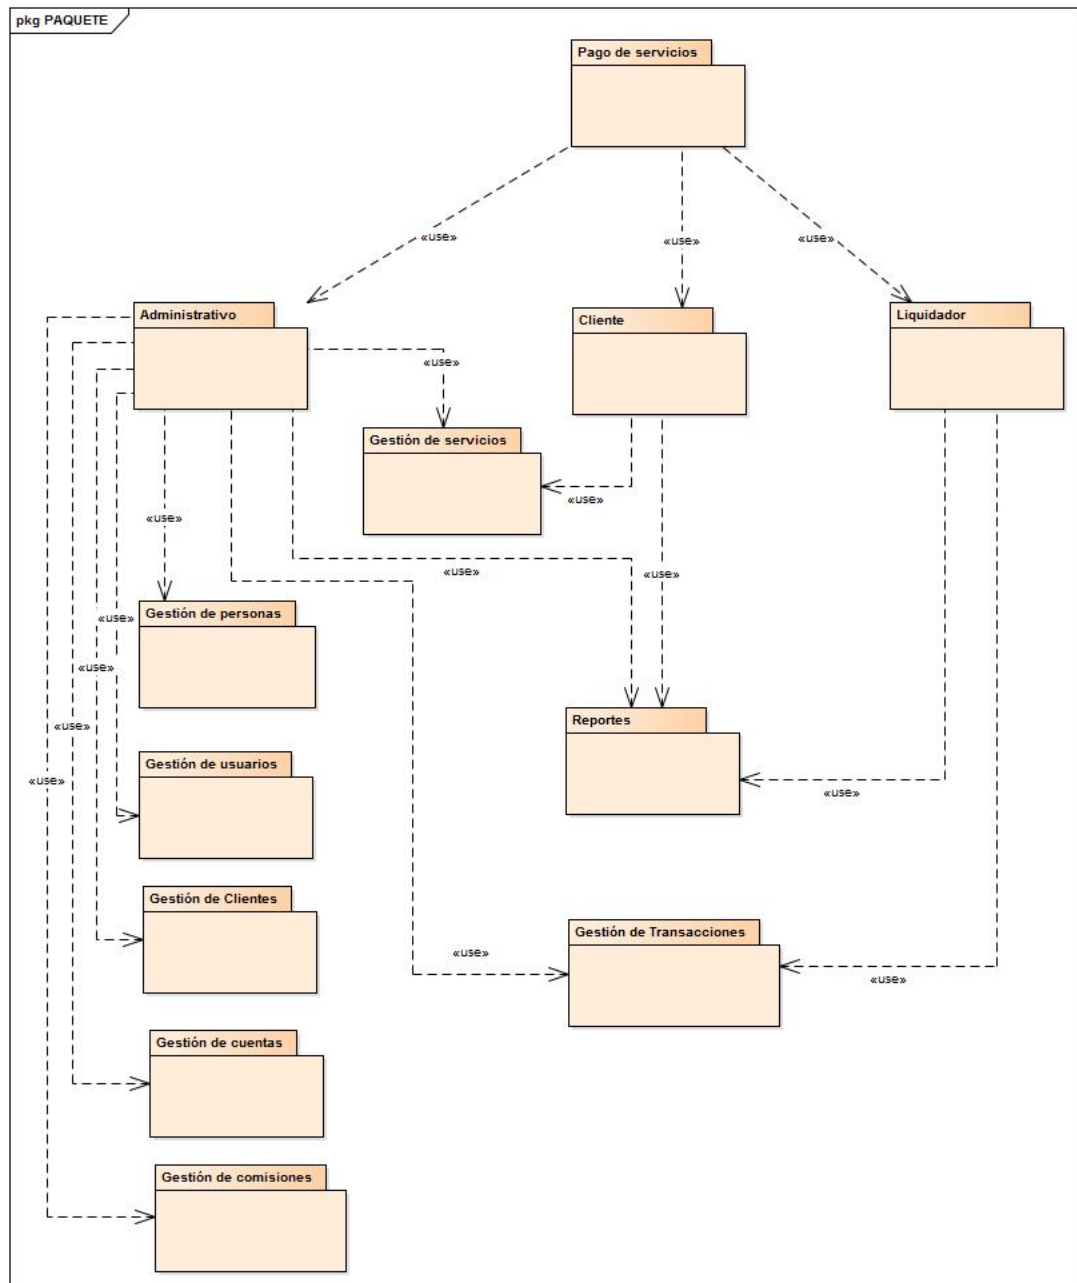 pkg PAQUETE
Pago de servicios
«use»
«use»
«use»
Administrativo
Cliente
Liquidador
«use»
Gestión de servicios
«use»
«use»
«use»
«use»
Gestión de personas
«use»
«use»
Reportes
«use»
Gestión de usuarios
«use»
«use»
Gestión de Clientes
Gestión de Transacciones
«use»
«use»
Gestión de cuentas
Gestión de comisiones